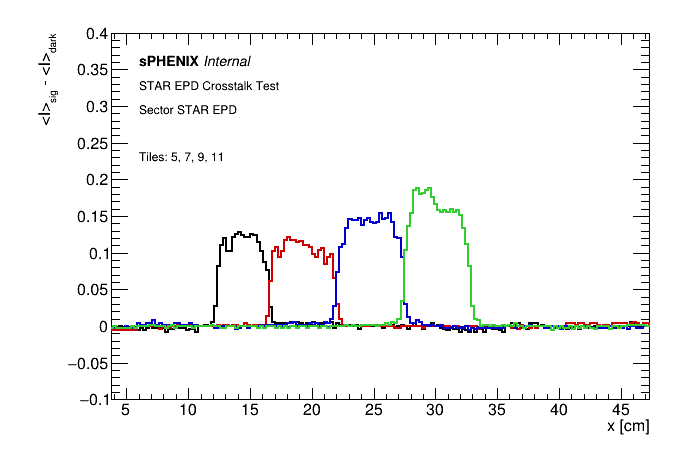 0.4
0.35
0.3
0.25
0.2
0.15
0.1
0.05
0
−0.05
−0.1
<I>sig - <I>dark
sPHENIX Internal
STAR EPD Crosstalk Test
Sector STAR EPD
Tiles: 5, 7, 9, 11
5 10 15 20 25 30 35 40 45
x [cm]